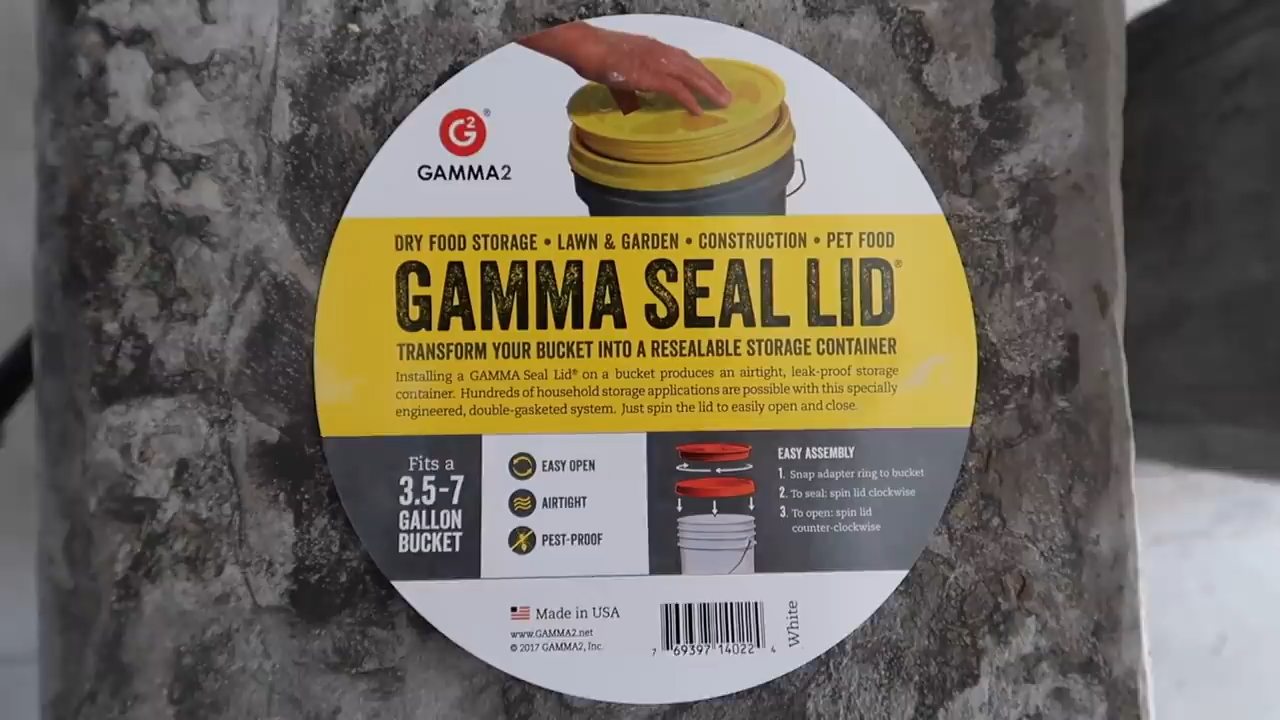 G2®
GAMMA2
DRY FOOD STORAGE • LAWN & GARDEN • CONSTRUCTION • PET FOOD
GAMMA SEAL LID®
TRANSFORM YOUR BUCKET INTO A RESEALABLE STORAGE CONTAINER
Installing a GAMMA Seal Lid® on a bucket produces an airtight, leak-proof storage
container. Hundreds of household storage applications are possible with this specially
engineered, double-gasketed system. Just spin the lid to easily open and close.
Fits a
3.5-7
GALLON
BUCKET
EASY OPEN
AIRTIGHT
PEST-PROOF
EASY ASSEMBLY
1. Snap adapter ring to bucket
2. To seal: spin lid clockwise
3. To open: spin lid
counter-clockwise
Made in USA
www.GAMMA2.net
© 2017 GAMMA2, Inc.
7 69397 14022 4
White